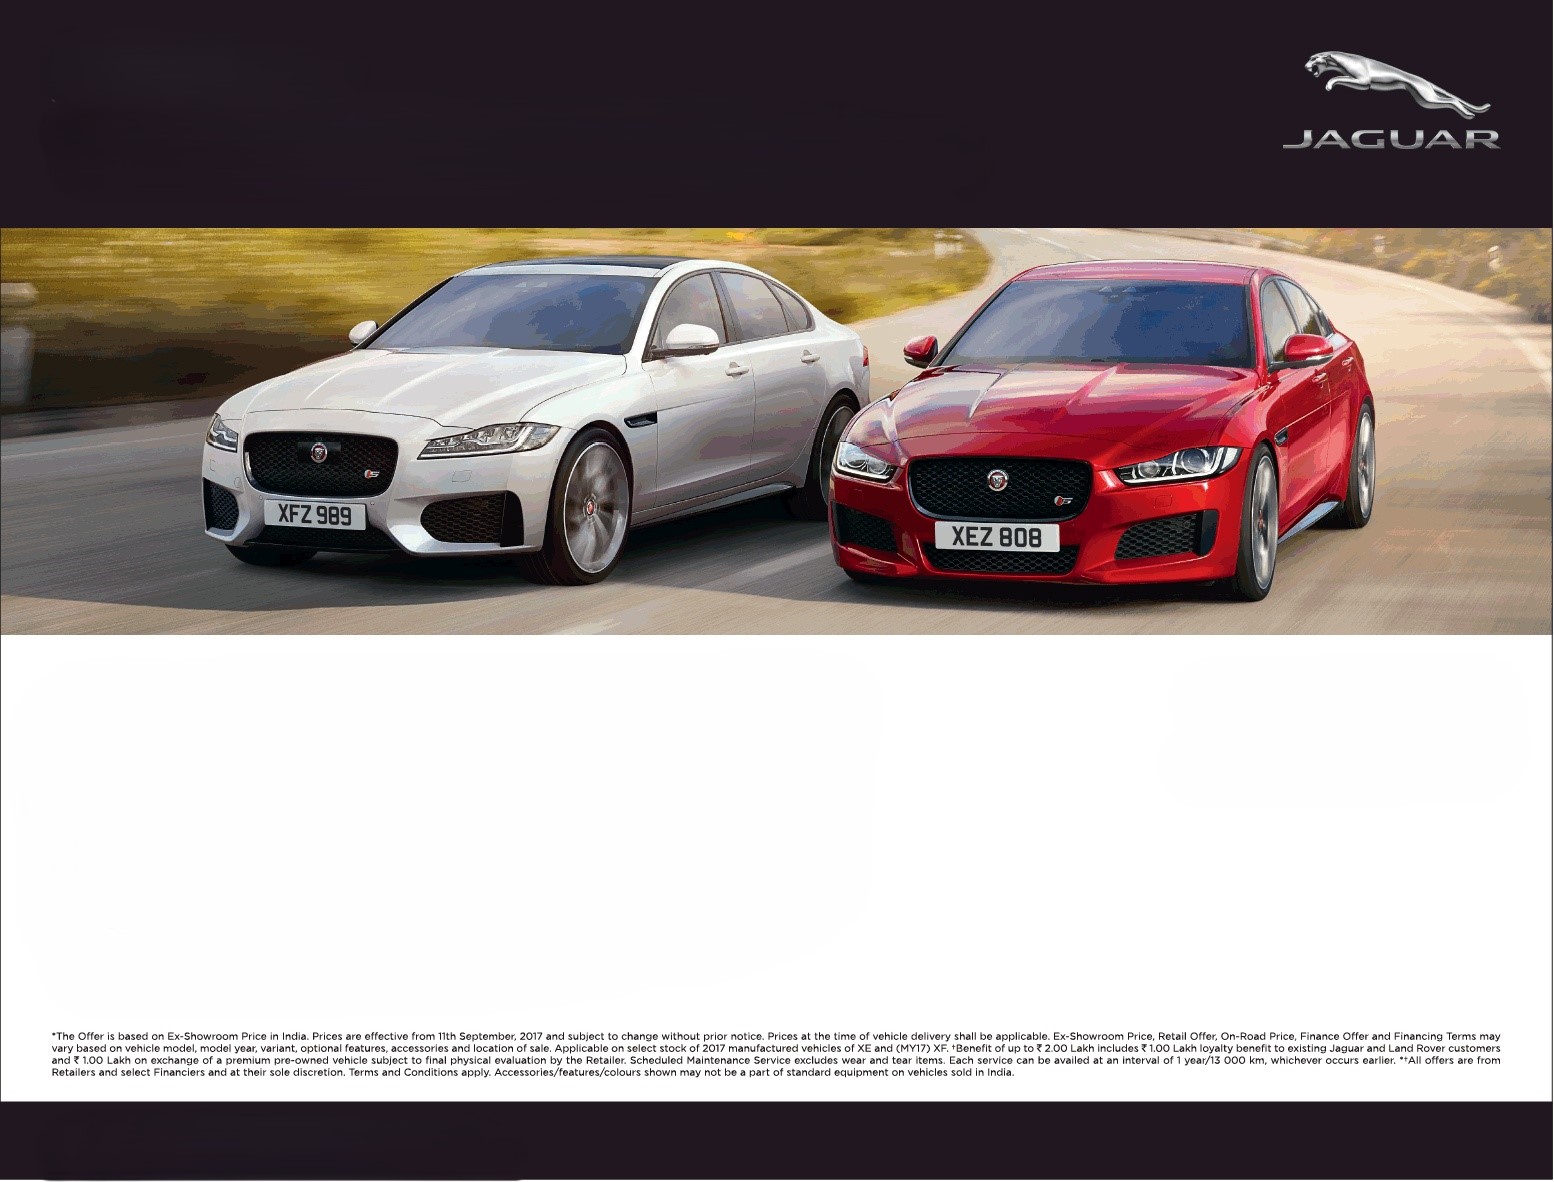 JAGUAR
XFZ 989
XEZ 808
*The Offer is based on Ex-Showroom Price in India. Prices are effective from 11th September, 2017 and subject to change without prior notice. Prices at the time of vehicle delivery shall be applicable. Ex-Showroom Price, Retail Offer, On-Road Price, Finance Offer and Financing Terms may
vary based on vehicle model, model year, variant, optional features, accessories and location of sale. Applicable on select stock of 2017 manufactured vehicles of XE and (MY17) XF. †Benefit of up to ₹ 2.00 Lakh includes ₹ 1.00 Lakh loyalty benefit to existing Jaguar and Land Rover customers
and ₹ 1.00 Lakh on exchange of a premium pre-owned vehicle subject to final physical evaluation by the Retailer. Scheduled Maintenance Service excludes wear and tear items. Each service can be availed at an interval of 1 year/13 000 km, whichever occurs earlier. *†All offers are from
Retailers and select Financiers and at their sole discretion. Terms and Conditions apply. Accessories/features/colours shown may not be a part of standard equipment on vehicles sold in India.